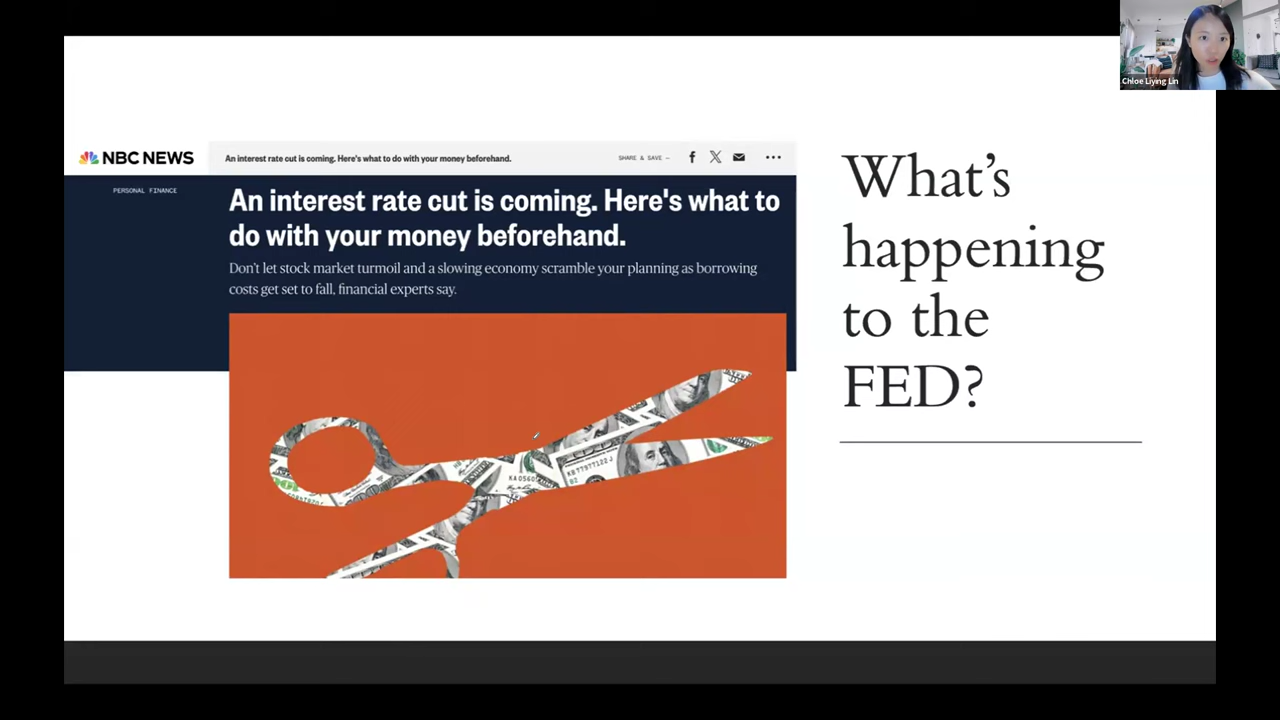 Chloe Liying Lin
NBC NEWS
An interest rate cut is coming. Here's what to do with your money beforehand.
SHARE & SAVE —
PERSONAL FINANCE
An interest rate cut is coming. Here's what to
do with your money beforehand.
Don't let stock market turmoil and a slowing economy scramble your planning as borrowing
costs get set to fall, financial experts say.
KB 77977122 J
What's
happening
to the
FED?